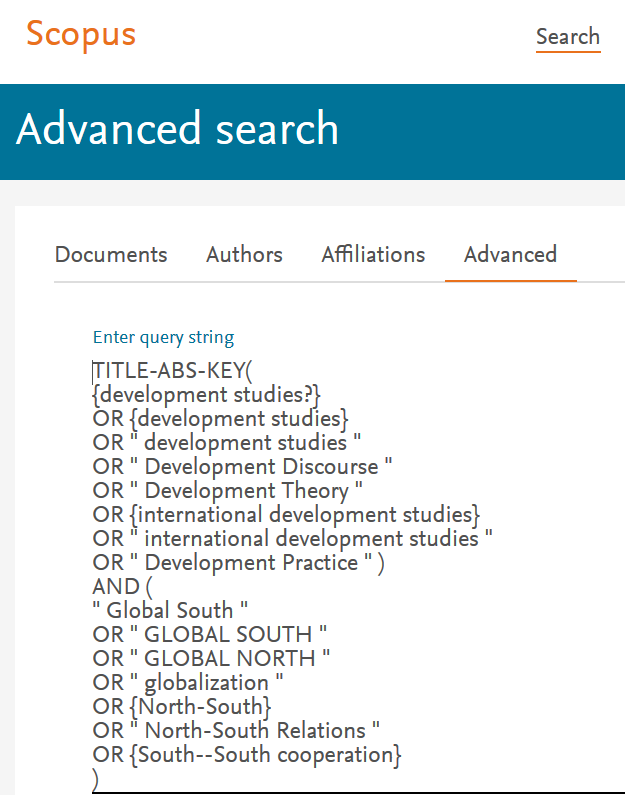 Scopus
Search
Advanced search
Documents Authors Affiliations Advanced
Enter query string
TITLE-ABS-KEY(
{development studies?}
OR {development studies}
OR " development studies "
OR " Development Discourse "
OR " Development Theory "
OR {international development studies}
OR " international development studies "
OR " Development Practice " )
AND (
" Global South "
OR " GLOBAL SOUTH "
OR " GLOBAL NORTH "
OR " globalization "
OR {North-South}
OR " North-South Relations "
OR {South--South cooperation}
)